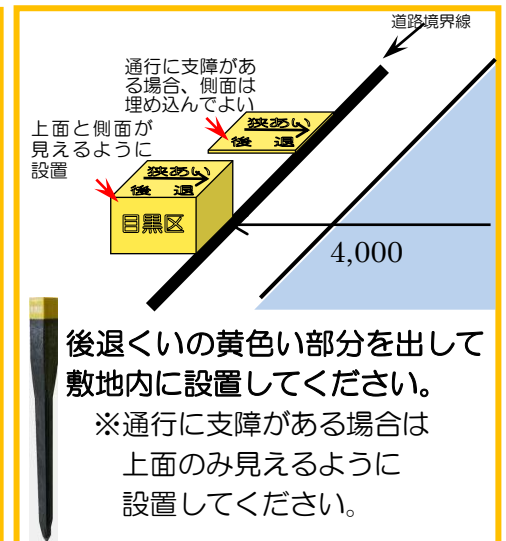 道路境界線
通行に支障があ
る場合、側面は
埋め込んでよい
狭あい
後 退
上面と側面が
見えるように
設置
狭あい
後 退
目黒区
4,000
後退くいの黄色い部分を出して
敷地内に設置してください。
※通行に支障がある場合は
上面のみ見えるように
設置してください。